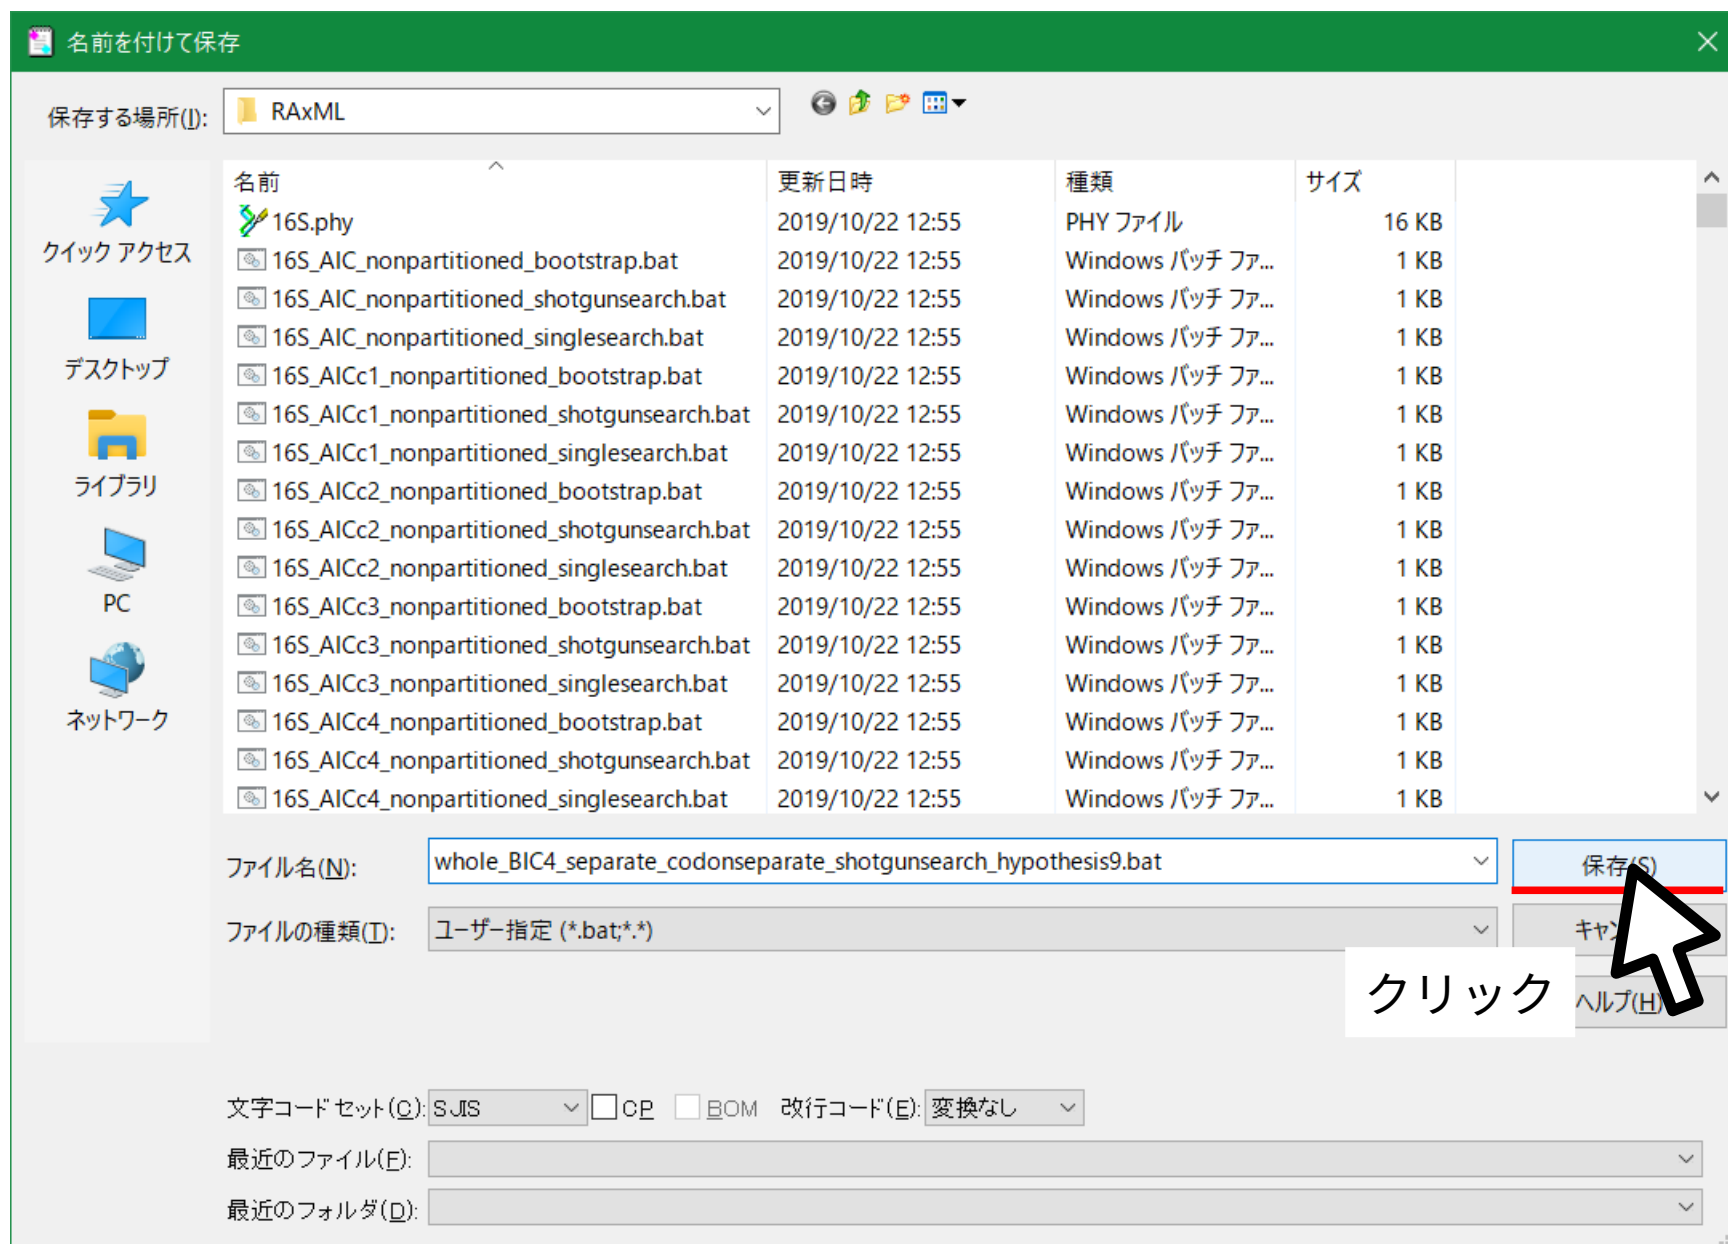 名前を付けて保存
保存する場所(I): RAxML
クイック アクセス
デスクトップ
ライブラリ
PC
ネットワーク
名前 更新日時 種類 サイズ
16S.phy 2019/10/22 12:55 PHY ファイル 16 KB
16S_AIC_nonpartitioned_bootstrap.bat 2019/10/22 12:55 Windows バッチ ファ... 1 KB
16S_AIC_nonpartitioned_shotgunsearch.bat 2019/10/22 12:55 Windows バッチ ファ... 1 KB
16S_AIC_nonpartitioned_singlesearch.bat 2019/10/22 12:55 Windows バッチ ファ... 1 KB
16S_AICc1_nonpartitioned_bootstrap.bat 2019/10/22 12:55 Windows バッチ ファ... 1 KB
16S_AICc1_nonpartitioned_shotgunsearch.bat 2019/10/22 12:55 Windows バッチ ファ... 1 KB
16S_AICc1_nonpartitioned_singlesearch.bat 2019/10/22 12:55 Windows バッチ ファ... 1 KB
16S_AICc2_nonpartitioned_bootstrap.bat 2019/10/22 12:55 Windows バッチ ファ... 1 KB
16S_AICc2_nonpartitioned_shotgunsearch.bat 2019/10/22 12:55 Windows バッチ ファ... 1 KB
16S_AICc2_nonpartitioned_singlesearch.bat 2019/10/22 12:55 Windows バッチ ファ... 1 KB
16S_AICc3_nonpartitioned_bootstrap.bat 2019/10/22 12:55 Windows バッチ ファ... 1 KB
16S_AICc3_nonpartitioned_shotgunsearch.bat 2019/10/22 12:55 Windows バッチ ファ... 1 KB
16S_AICc3_nonpartitioned_singlesearch.bat 2019/10/22 12:55 Windows バッチ ファ... 1 KB
16S_AICc4_nonpartitioned_bootstrap.bat 2019/10/22 12:55 Windows バッチ ファ... 1 KB
16S_AICc4_nonpartitioned_shotgunsearch.bat 2019/10/22 12:55 Windows バッチ ファ... 1 KB
16S_AICc4_nonpartitioned_singlesearch.bat 2019/10/22 12:55 Windows バッチ ファ... 1 KB
ファイル名(N): whole_BIC4_separate_codonseparate_shotgunsearch_hypothesis9.bat 保存(S)
ファイルの種類(T): ユーザー指定 (*.bat;*.*)
クリック ヘルプ(H)
文字コードセット(C): SJIS CP BOM 改行コード(E): 変換なし
最近のファイル(F):
最近のフォルダ(D):